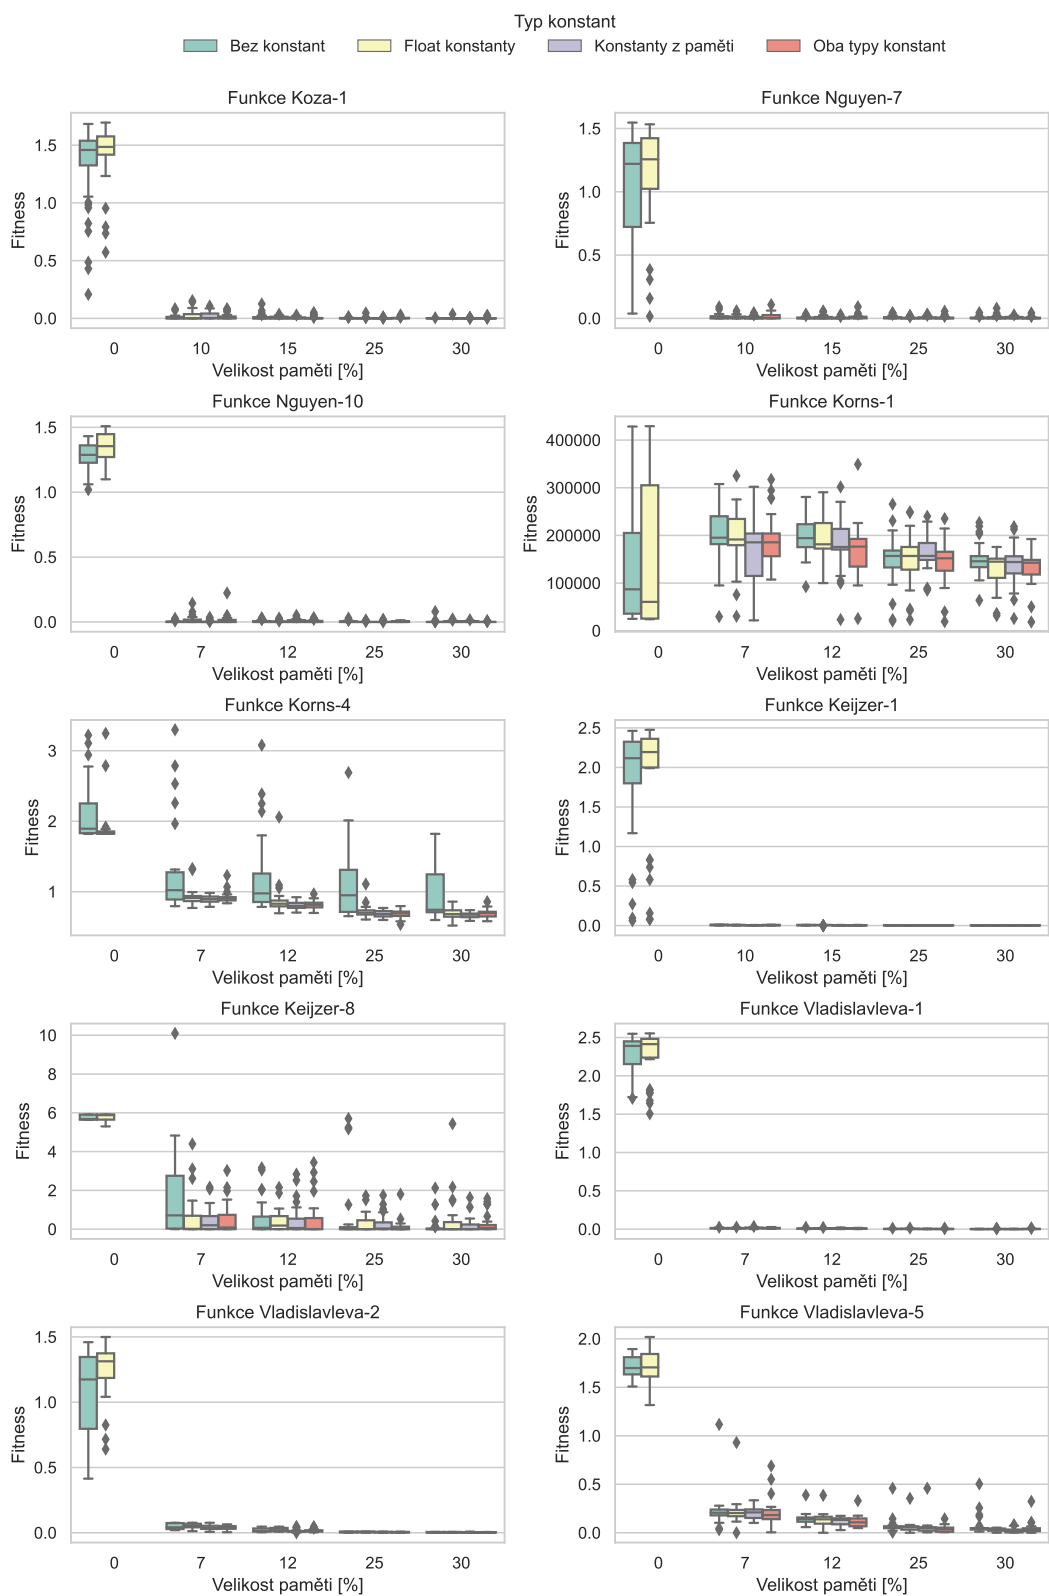 Typ konstant
Bez konstant Float konstanty Konstanty z paměti Oba typy konstant
Funkce Koza-1
Fitness
1.5
1.0
0.5
0.0
0 10 15 25 30
Velikost paměti [%]
Funkce Nguyen-7
Fitness
1.5
1.0
0.5
0.0
0 10 15 25 30
Velikost paměti [%]
Funkce Nguyen-10
Fitness
1.5
1.0
0.5
0.0
0 7 12 25 30
Velikost paměti [%]
Funkce Korns-1
Fitness
400000
300000
200000
100000
0
0 7 12 25 30
Velikost paměti [%]
Funkce Korns-4
Fitness
3
2
1
0 7 12 25 30
Velikost paměti [%]
Funkce Keijzer-1
Fitness
2.5
2.0
1.5
1.0
0.5
0.0
0 10 15 25 30
Velikost paměti [%]
Funkce Keijzer-8
Fitness
10
8
6
4
2
0
0 7 12 25 30
Velikost paměti [%]
Funkce Vladislavleva-1
Fitness
2.5
2.0
1.5
1.0
0.5
0.0
0 7 12 25 30
Velikost paměti [%]
Funkce Vladislavleva-2
Fitness
1.5
1.0
0.5
0.0
0 7 12 25 30
Velikost paměti [%]
Funkce Vladislavleva-5
Fitness
2.0
1.5
1.0
0.5
0.0
0 7 12 25 30
Velikost paměti [%]